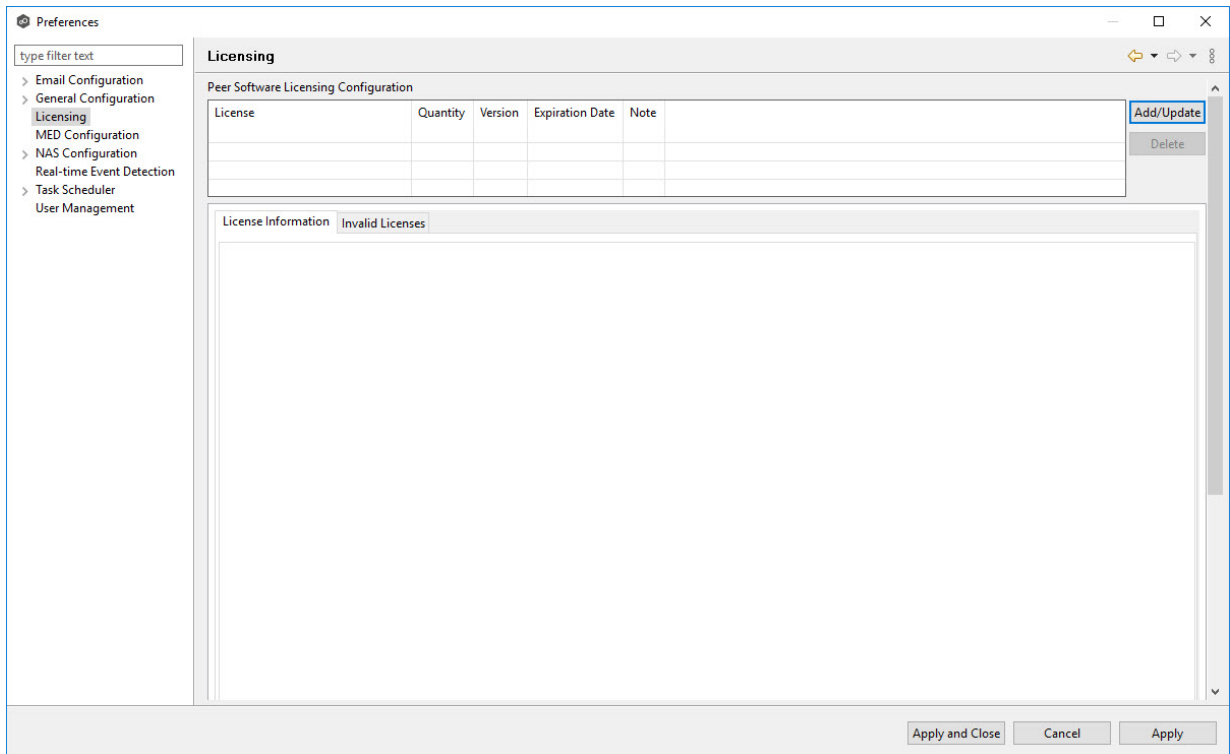 Preferences
type filter text
Email Configuration
General Configuration
Licensing
MED Configuration
NAS Configuration
Real-time Event Detection
Task Scheduler
User Management
Licensing
Peer Software Licensing Configuration
License Quantity Version Expiration Date Note
Add/Update
Delete
License Information Invalid Licenses
Apply and Close Cancel Apply